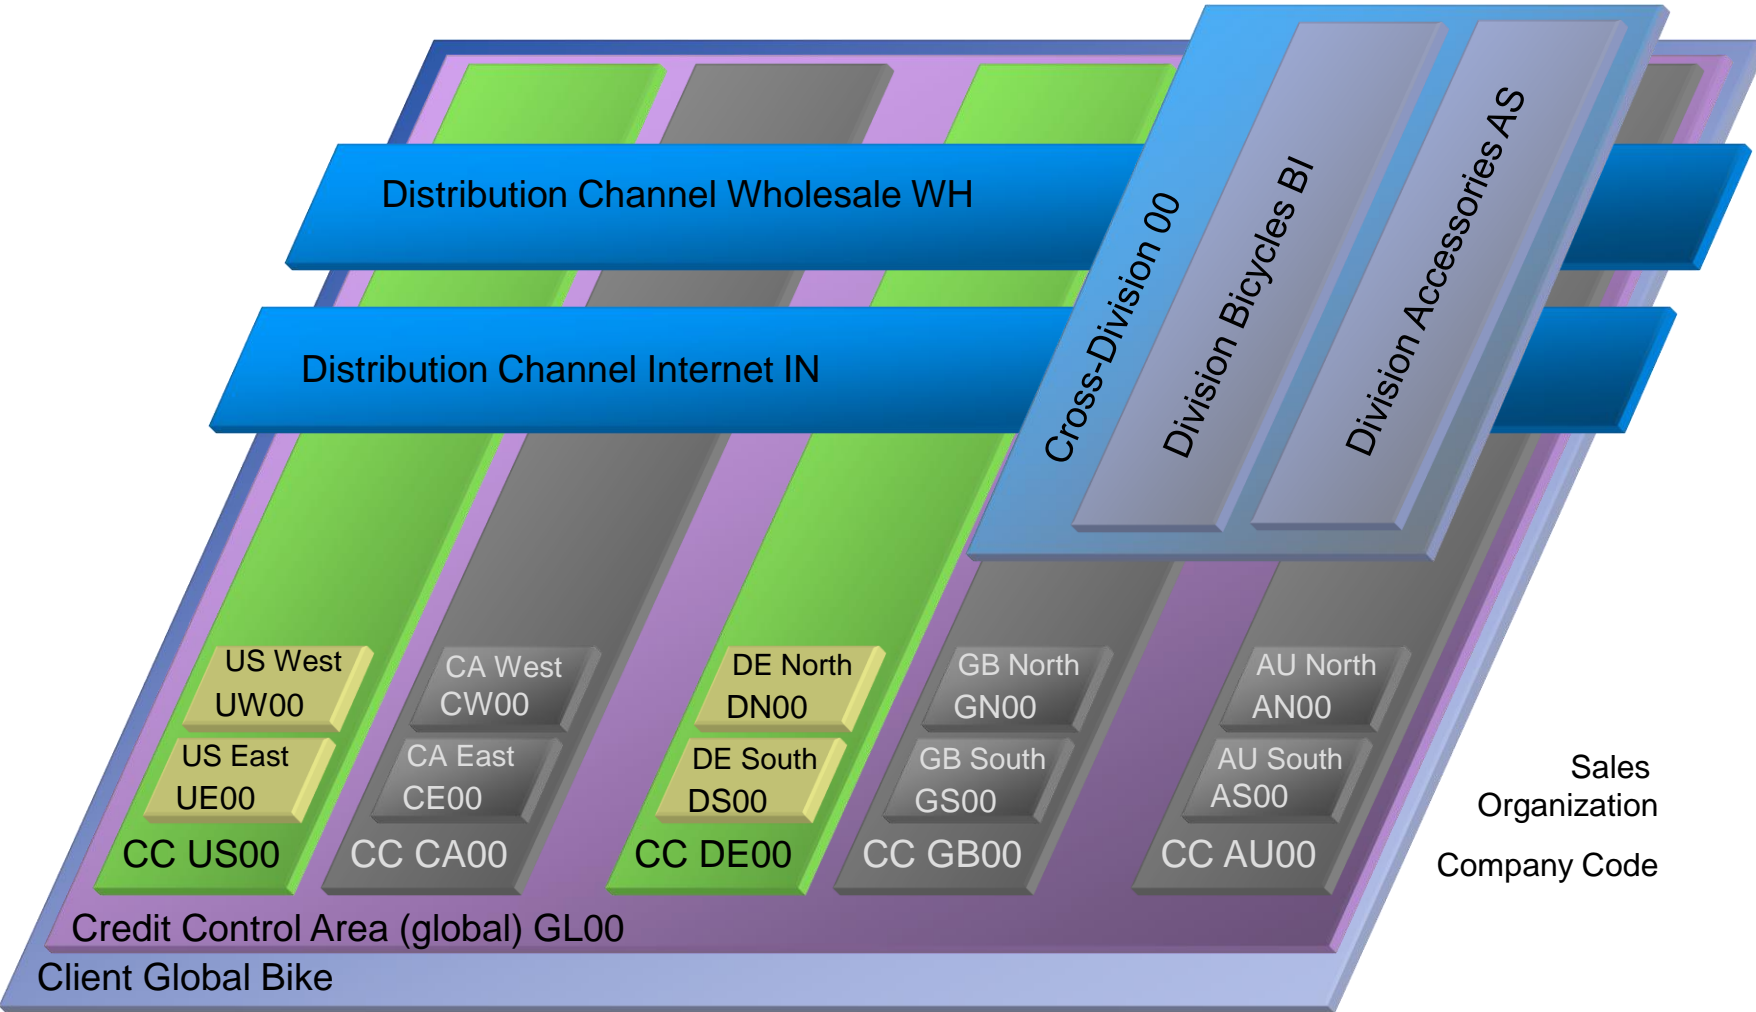 Distribution Channel Wholesale WH
Distribution Channel Internet IN
Cross-Division 00
Division Bicycles BI
Division Accessories AS
US West
UW00
US East
UE00
CC US00
CA West
CW00
CA East
CE00
CC CA00
DE North
DN00
DE South
DS00
CC DE00
GB North
GN00
GB South
GS00
CC GB00
AU North
AN00
AU South
AS00
CC AU00
Sales
Organization
Company Code
Credit Control Area (global) GL00
Client Global Bike